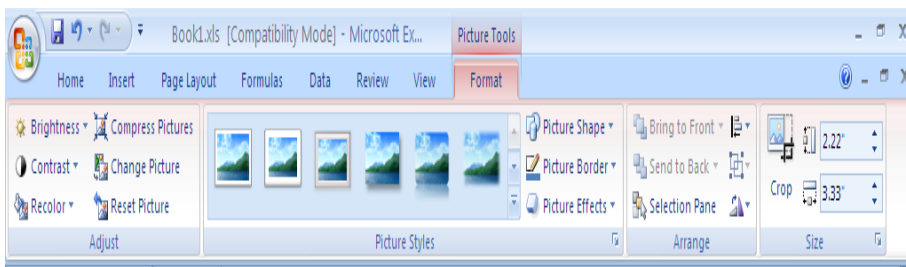 Book1.xls [Compatibility Mode] - Microsoft Ex...
Picture Tools
Home Insert Page Layout Formulas Data Review View Format
Brightness
Contrast
Recolor
Compress Pictures
Change Picture
Reset Picture
Adjust
Picture Shape
Picture Border
Picture Effects
Picture Styles
Bring to Front
Send to Back
Selection Pane
Arrange
Crop
2.22"
3.33"
Size